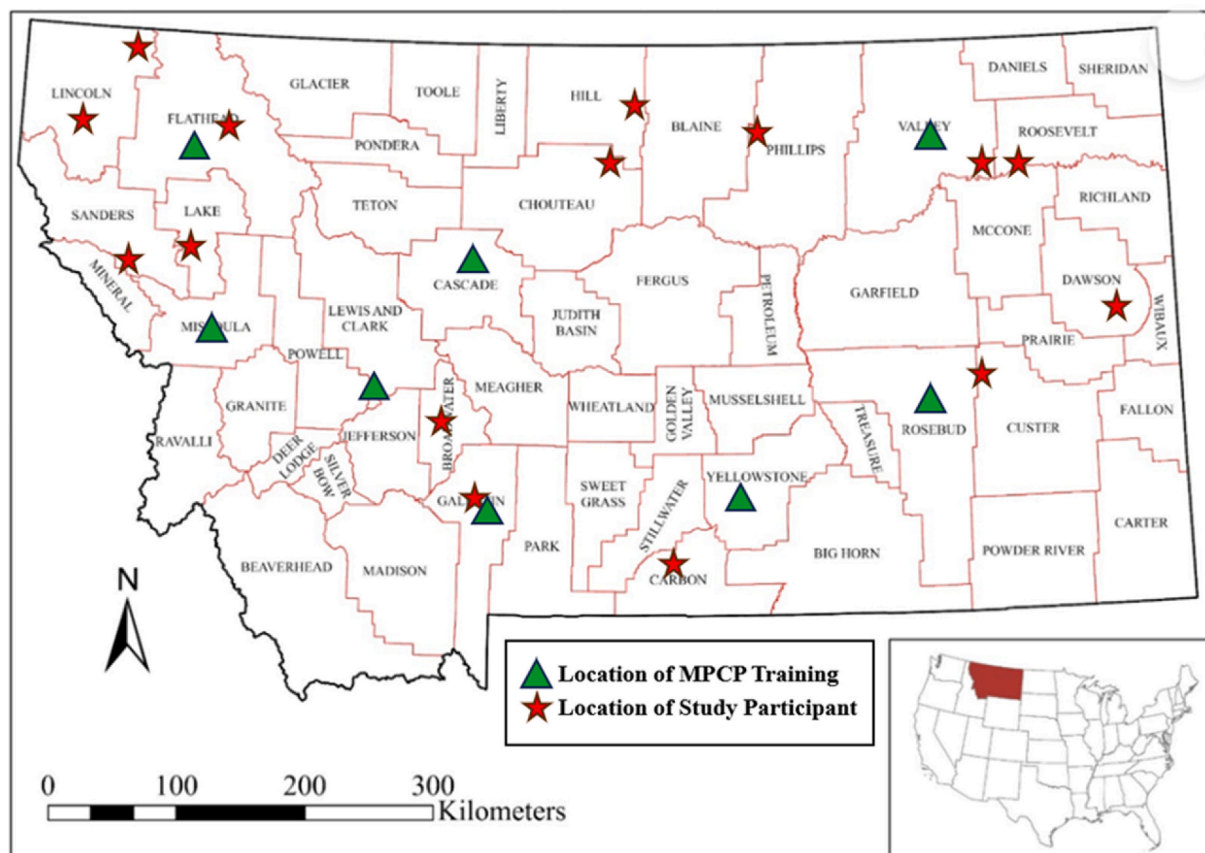 LINCOLN
FLATHEAD
GLACIER
TOOLE
LIBERTY
HILL
BLAINE
PHILLIPS
VALLEY
DANIELS
SHERIDAN
ROOSEVELT
PONDERA
TETON
CHOUTEAU
RICHLAND
MCCONE
SANDERS
LAKE
MINERAL
MISSOULA
LEWIS AND
CLARK
CASCADE
JUDITH
BASIN
FERGUS
PETROLEUM
GARFIELD
DAWSON
WIBAUX
PRAIRIE
POWELL
GRANITE
RAVALLI
DEER
LODGE
SILVER
BOW
JEFFERSON
BROADWATER
MEAGHER
WHEATLAND
GOLDEN
VALLEY
MUSSELSHELL
TREASURE
ROSEBUD
CUSTER
FALLON
GALLATIN
PARK
SWEET
GRASS
STILLWATER
YELLOWSTONE
BIG HORN
POWDER RIVER
CARTER
BEAVERHEAD
MADISON
CARBON
N
Location of MPCP Training
Location of Study Participant
0 100 200 300
Kilometers